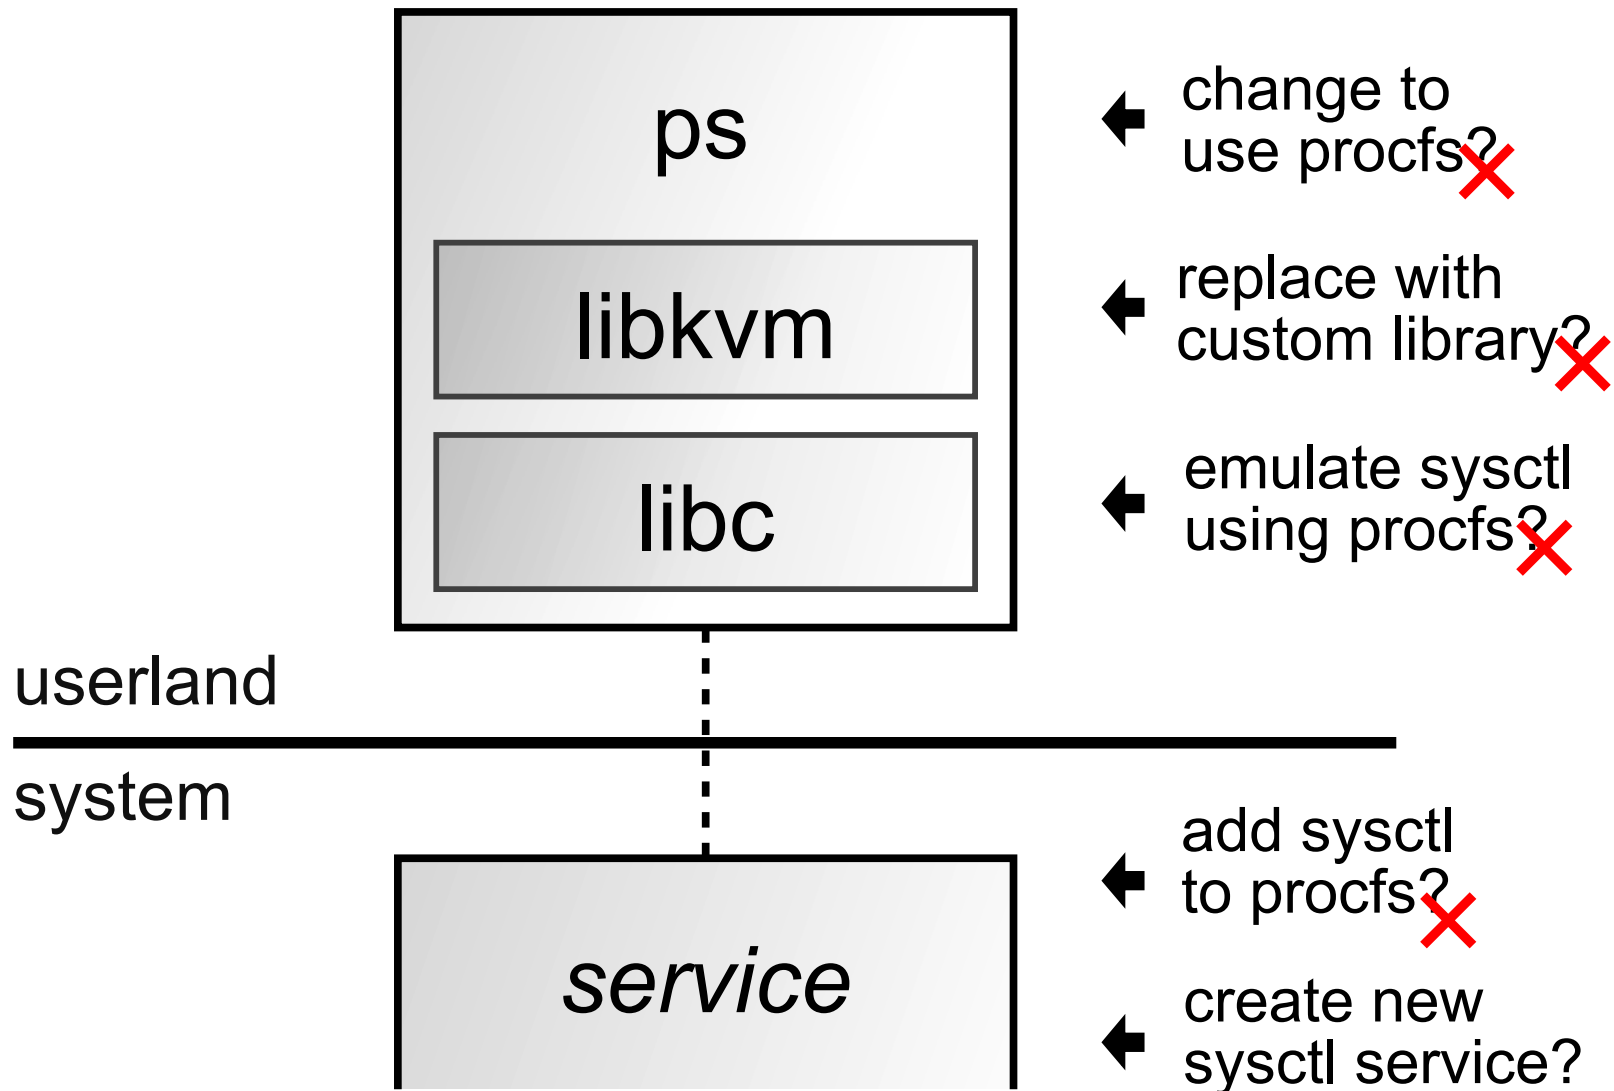 ps
change to
use procfs?
libkvm
replace with
custom library?
libc
emulate sysctl
using procfs?
userland
system
add sysctl
to procfs?
service
create new
sysctl service?